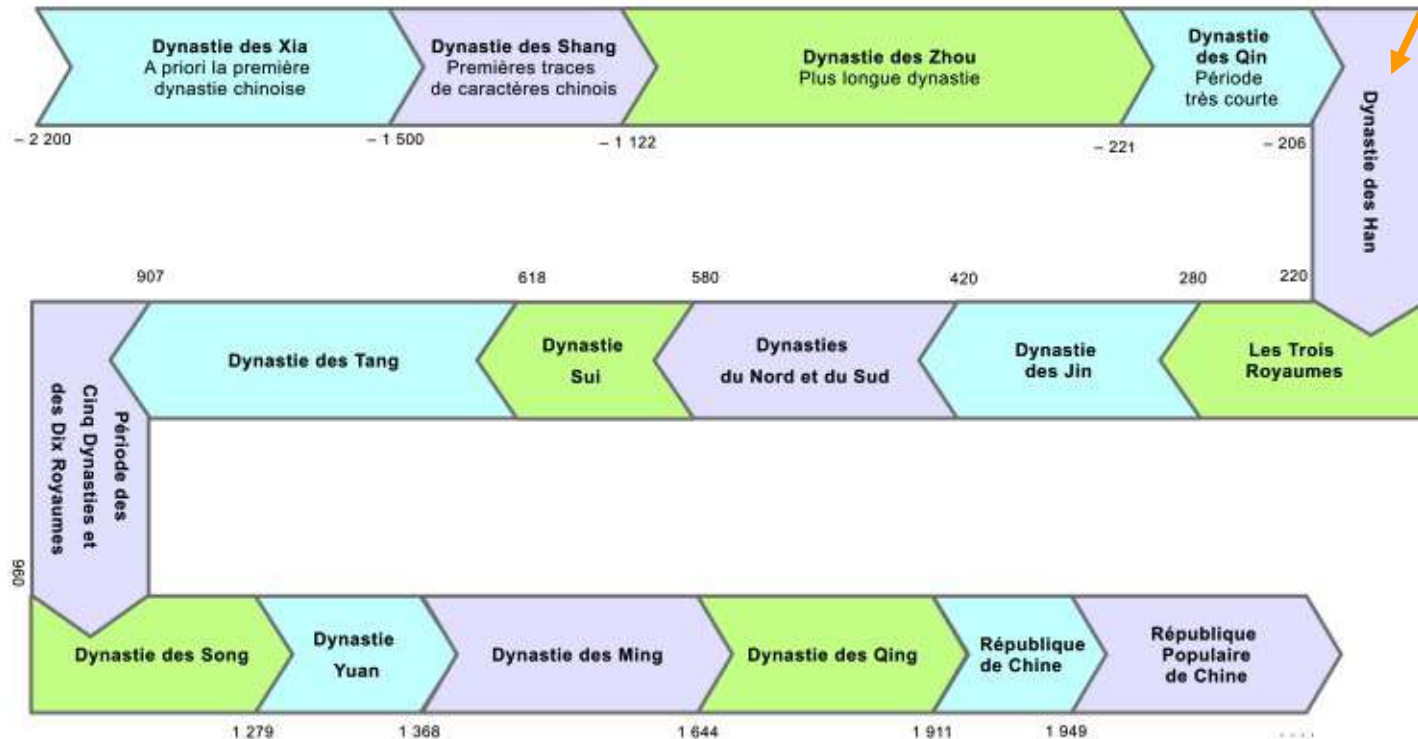 Dynastie des Xia
A priori la première
dynastie chinoise
Dynastie des Shang
Premières traces
de caractères chinois
Dynastie des Zhou
Plus longue dynastie
Dynastie
des Qin
Période
très courte
– 2 200
– 1 500
– 1 122
– 221
– 206
Dynastie des Han
220
280
420
580
618
907
Les Trois
Royaumes
Dynastie
des Jin
Dynasties
du Nord et du Sud
Dynastie
Sui
Dynastie des Tang
Période des
Cinq Dynasties et
des Dix Royaumes
960
Dynastie des Song
Dynastie
Yuan
Dynastie des Ming
Dynastie des Qing
République
de Chine
République
Populaire
de Chine
1 279
1 368
1 644
1 911
1 949
. . . .